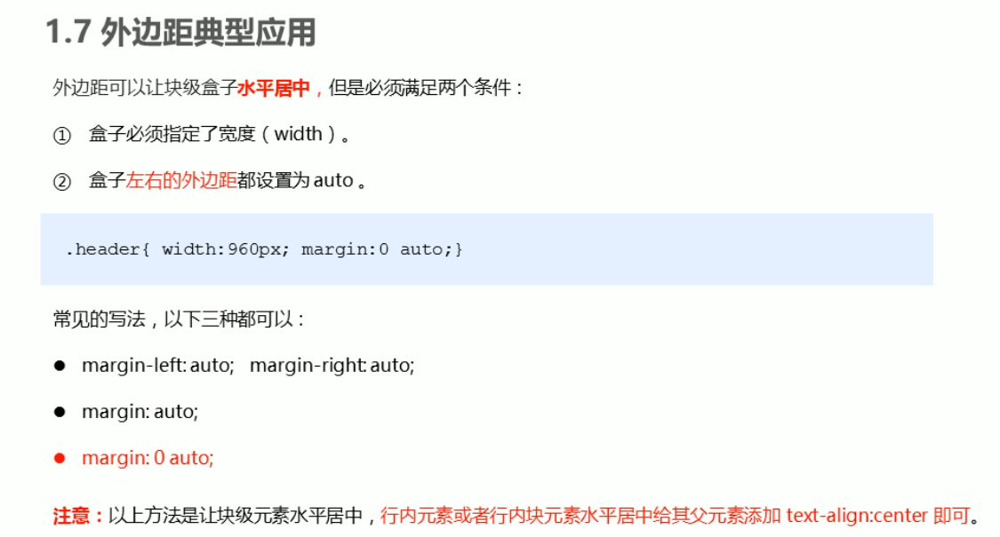 1.7 外边距典型应用
外边距可以让块级盒子水平居中，但是必须满足两个条件：
① 盒子必须指定了宽度（width）。
② 盒子左右的外边距都设置为 auto 。
.header{ width:960px; margin:0 auto;}
常见的写法，以下三种都可以：
● margin-left: auto; margin-right: auto;
● margin: auto;
● margin: 0 auto;
注意：以上方法是让块级元素水平居中，行内元素或者行内块元素水平居中给其父元素添加 text-align:center 即可。